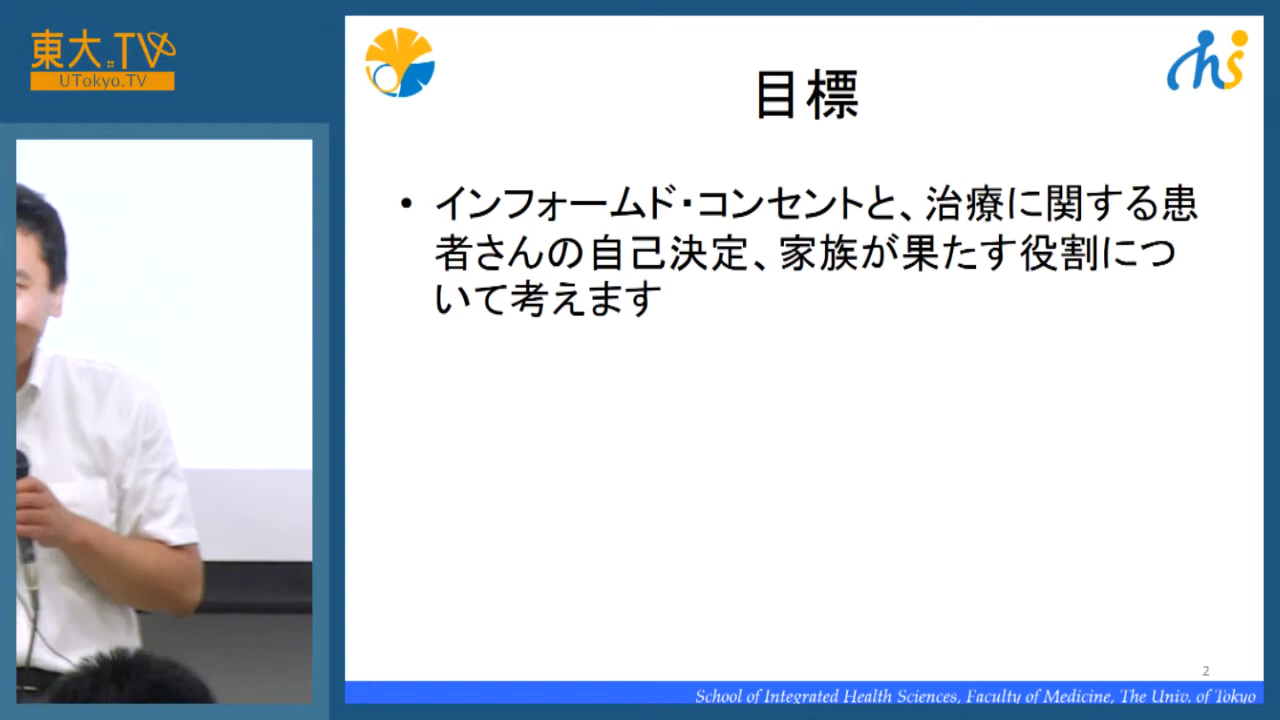 東大.TV
UTokyo.TV
目標
• インフォームド・コンセントと、治療に関する患
者さんの自己決定、家族が果たす役割につ
いて考えます
2
School of Integrated Health Sciences, Faculty of Medicine, The Univ. of Tokyo